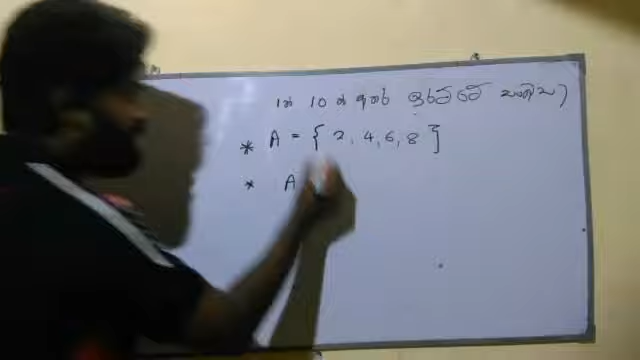 1ත් 10 ත් අතර ඉරට්ටේ සංඛ්‍යා
* A = { 2, 4, 6, 8 }
* A